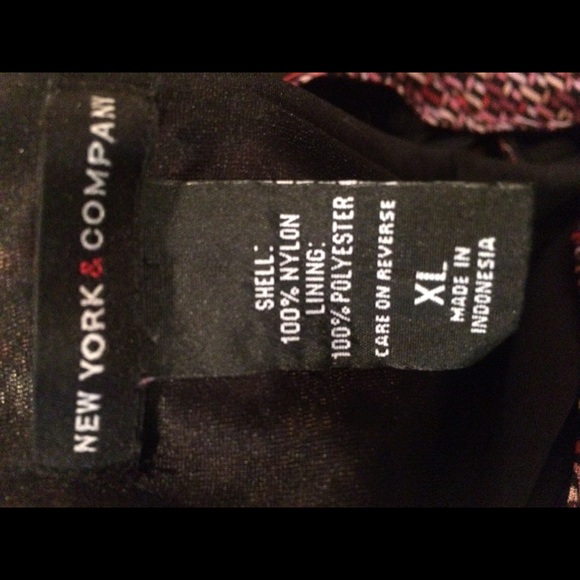 NEW YORK & COMPANY
SHELL:
100% NYLON
LINING:
100% POLYESTER
CARE ON REVERSE
XL
MADE IN
INDONESIA